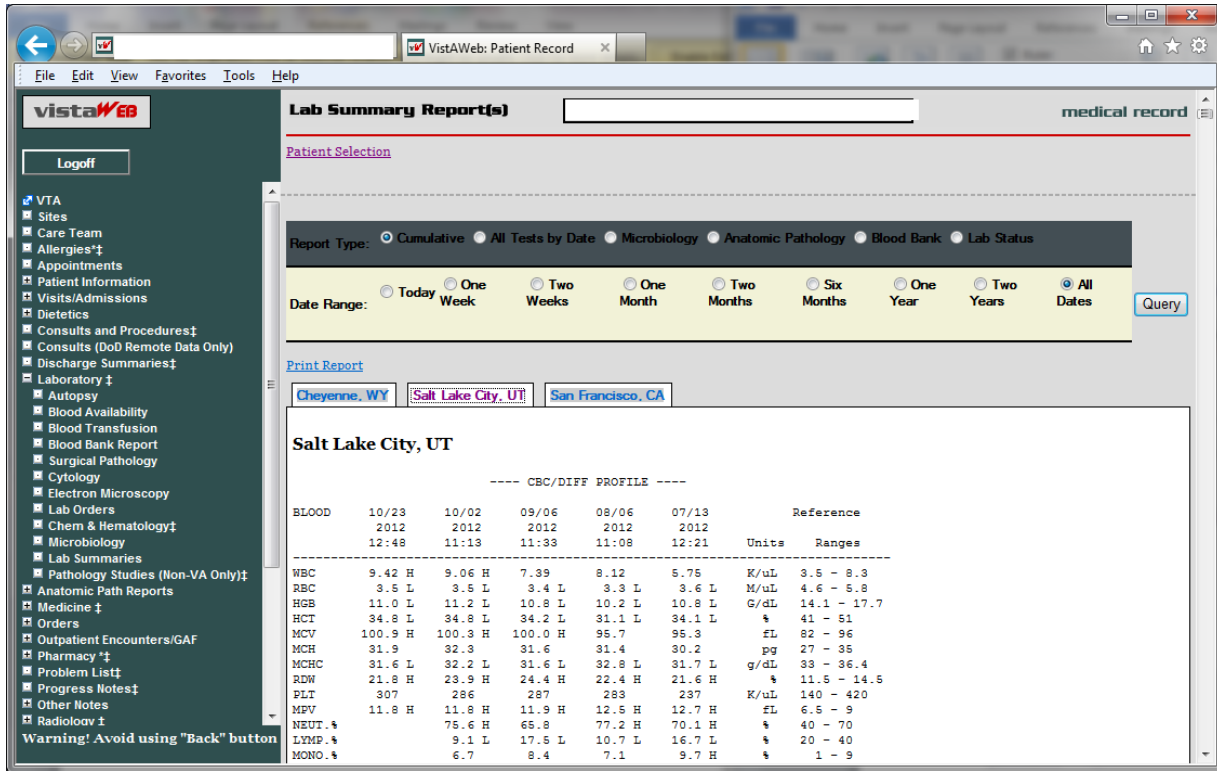 VistAWeb: Patient Record
File Edit View Favorites Tools Help
vistaWEB
Logoff
VTA
Sites
Care Team
Allergies*‡
Appointments
Patient Information
Visits/Admissions
Dietetics
Consults and Procedures‡
Consults (DoD Remote Data Only)
Discharge Summaries‡
Laboratory ‡
Autopsy
Blood Availability
Blood Transfusion
Blood Bank Report
Surgical Pathology
Cytology
Electron Microscopy
Lab Orders
Chem & Hematology‡
Microbiology
Lab Summaries
Pathology Studies (Non-VA Only)‡
Anatomic Path Reports
Medicine ‡
Orders
Outpatient Encounters/GAF
Pharmacy *‡
Problem List‡
Progress Notes‡
Other Notes
Radiology ‡
Warning! Avoid using "Back" button
Lab Summary Report(s) medical record
Patient Selection
Report Type: Cumulative All Tests by Date Microbiology Anatomic Pathology Blood Bank Lab Status
Date Range: Today One Week Two Weeks One Month Two Months Six Months One Year Two Years All Dates Query
Print Report
Cheyenne, WY Salt Lake City, UT San Francisco, CA
Salt Lake City, UT
---- CBC/DIFF PROFILE ----
BLOOD 10/23 10/02 09/06 08/06 07/13 Reference
2012 2012 2012 2012 2012
12:48 11:13 11:33 11:08 12:21 Units Ranges
WBC 9.42 H 9.06 H 7.39 8.12 5.75 K/uL 3.5 - 8.3
RBC 3.5 L 3.5 L 3.4 L 3.3 L 3.6 L M/uL 4.6 - 5.8
HGB 11.0 L 11.2 L 10.8 L 10.2 L 10.8 L G/dL 14.1 - 17.7
HCT 34.8 L 34.8 L 34.2 L 31.1 L 34.1 L % 41 - 51
MCV 100.9 H 100.3 H 100.0 H 95.7 95.3 fL 82 - 96
MCH 31.9 32.3 31.6 31.4 30.2 pg 27 - 35
MCHC 31.6 L 32.2 L 31.6 L 32.8 L 31.7 L g/dL 33 - 36.4
RDW 21.8 H 23.9 H 24.4 H 22.4 H 21.6 H % 11.5 - 14.5
PLT 307 286 287 283 237 K/uL 140 - 420
MPV 11.8 H 11.8 H 11.9 H 12.5 H 12.7 H fL 6.5 - 9
NEUT.% 75.6 H 65.8 77.2 H 70.1 H % 40 - 70
LYMP.% 9.1 L 17.5 L 10.7 L 16.7 L % 20 - 40
MONO.% 6.7 8.4 7.1 9.7 H % 1 - 9